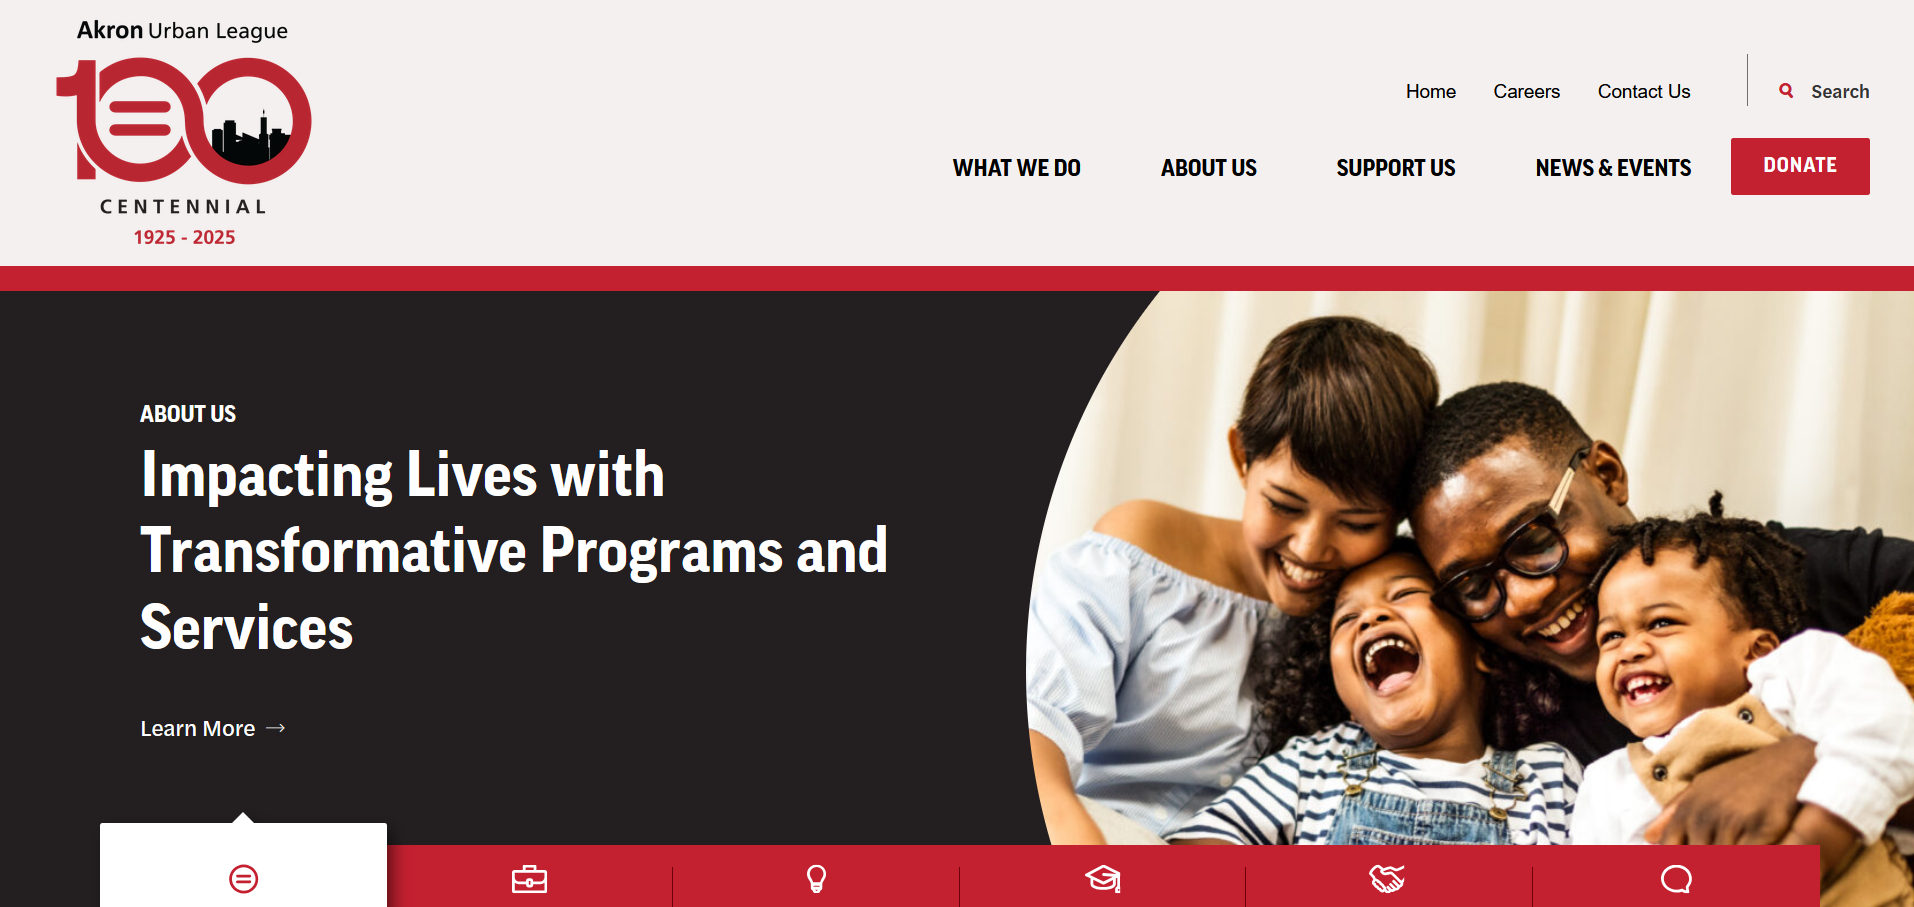 Akron Urban League
100
CENTENNIAL
1925 - 2025
Home
Careers
Contact Us
Search
WHAT WE DO
ABOUT US
SUPPORT US
NEWS & EVENTS
DONATE
ABOUT US
Impacting Lives with
Transformative Programs and
Services
Learn More →